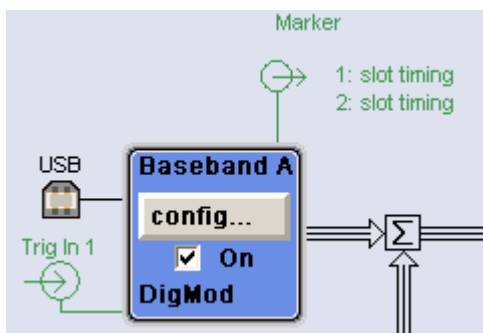 Marker
1: slot timing
2: slot timing
USB
Baseband A
config...
Trig In 1
On
Σ
DigMod